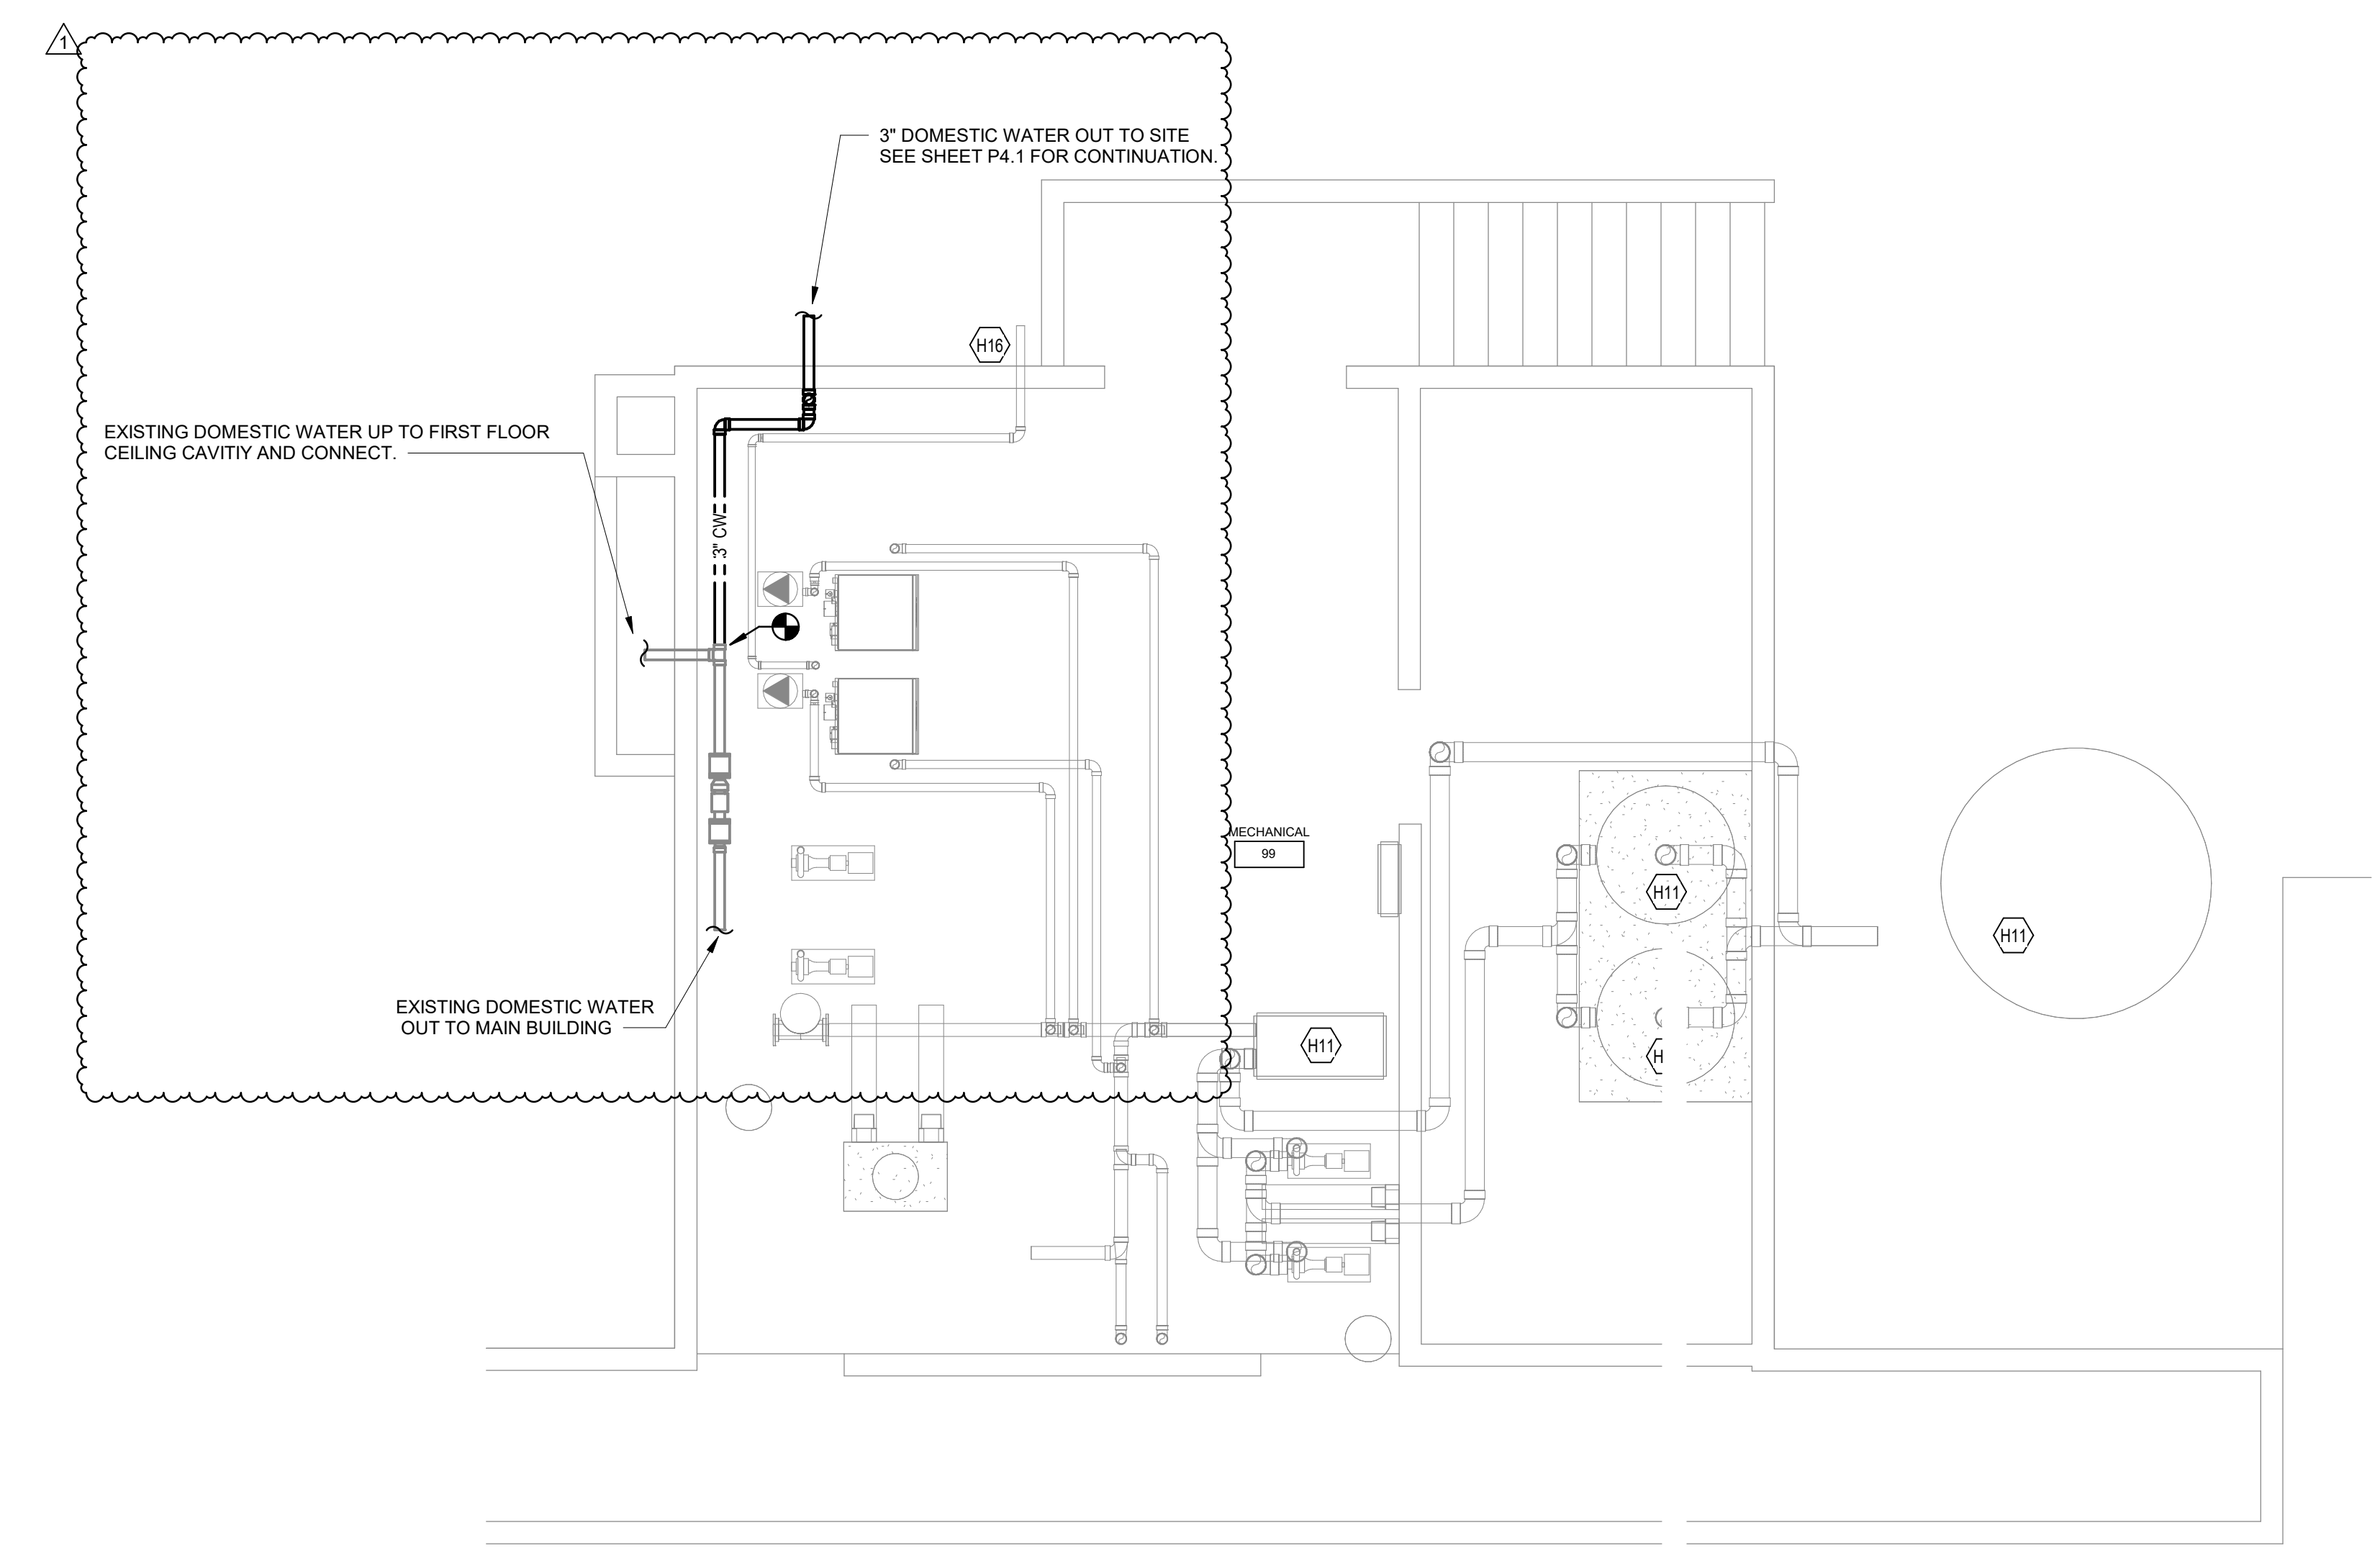 1
3" DOMESTIC WATER OUT TO SITE
SEE SHEET P4.1 FOR CONTINUATION.
H16
EXISTING DOMESTIC WATER UP TO FIRST FLOOR
CEILING CAVITIY AND CONNECT.
3" CW
MECHANICAL
99
H11
H11
EXISTING DOMESTIC WATER
OUT TO MAIN BUILDING
H11